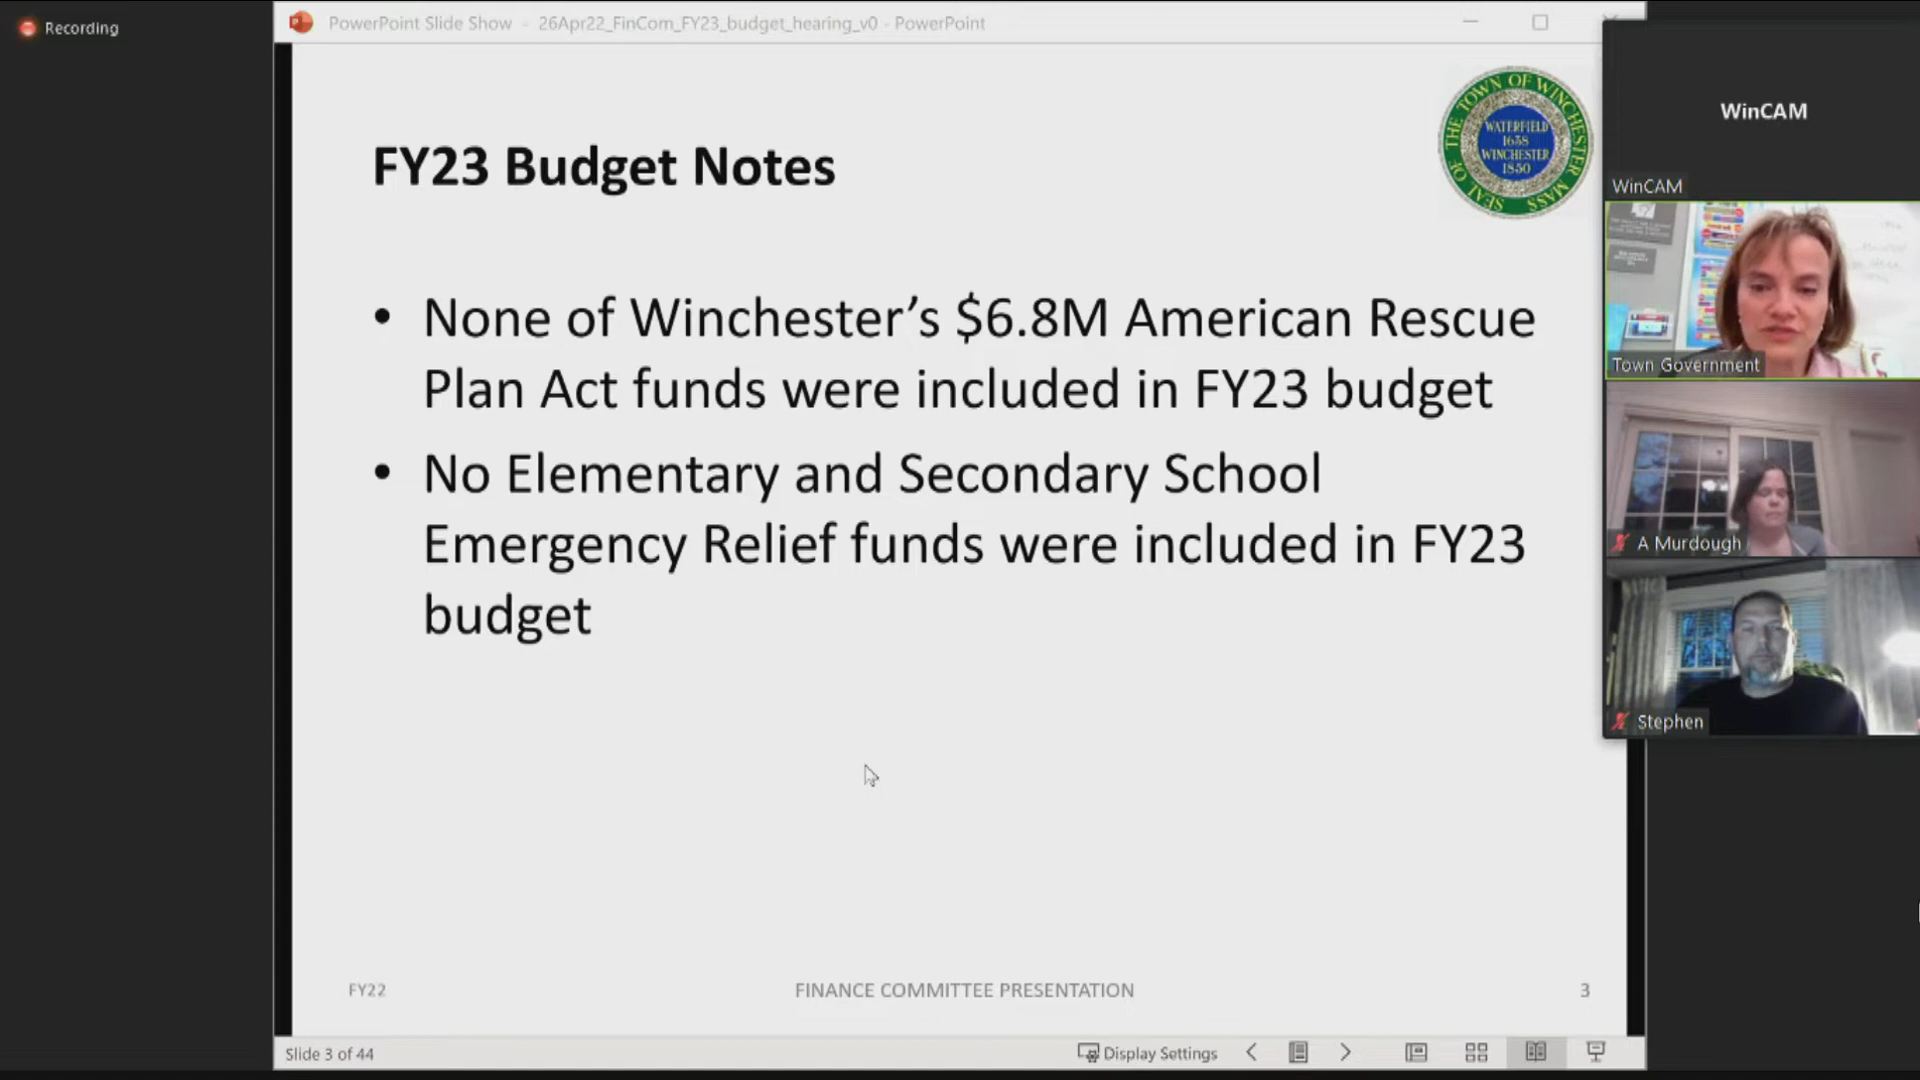 Recording
PowerPoint Slide Show - 26Apr22_FinCom_FY23_budget_hearing_v0 - PowerPoint
THE TOWN OF WINCHESTER MASS
SEAL OF
WATERFIELD
1638
WINCHESTER
1850
FY23 Budget Notes
• None of Winchester’s $6.8M American Rescue
Plan Act funds were included in FY23 budget
• No Elementary and Secondary School
Emergency Relief funds were included in FY23
budget
FY22
FINANCE COMMITTEE PRESENTATION
3
Slide 3 of 44
Display Settings
WinCAM
WinCAM
Town Government
A Murdough
Stephen